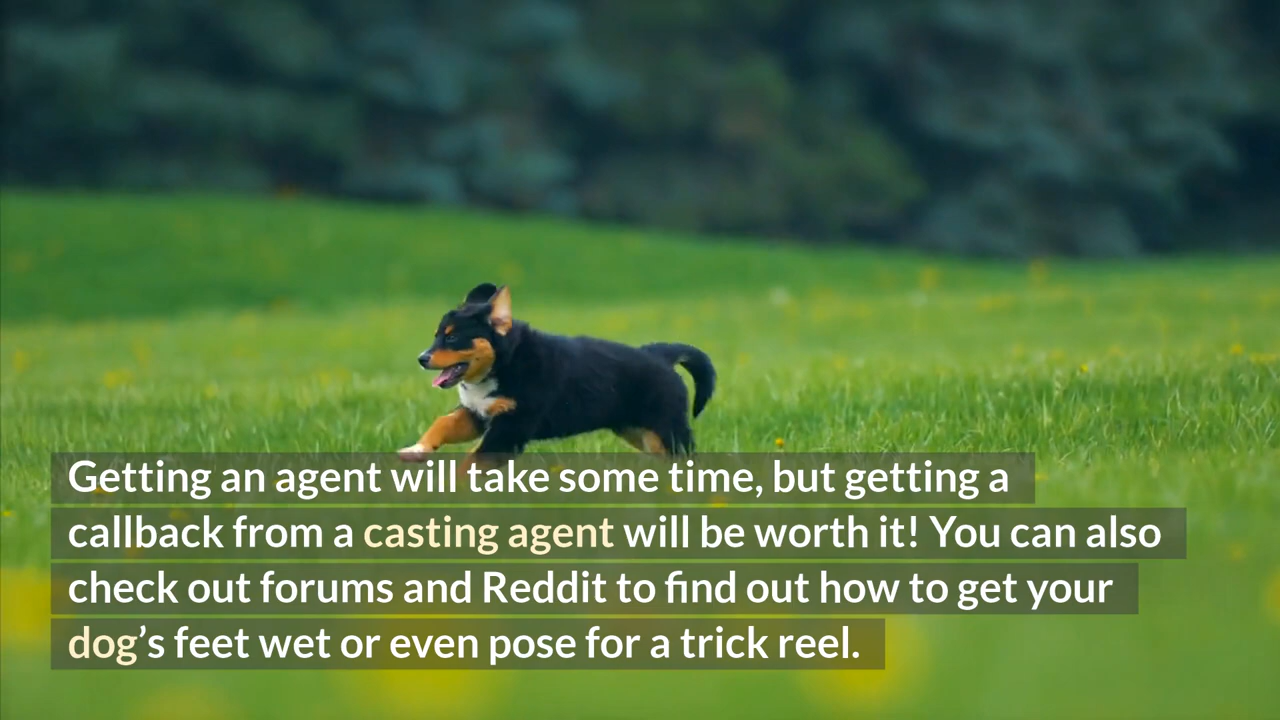 Getting an agent will take some time, but getting a
callback from a casting agent will be worth it! You can also
check out forums and Reddit to find out how to get your
dog’s feet wet or even pose for a trick reel.